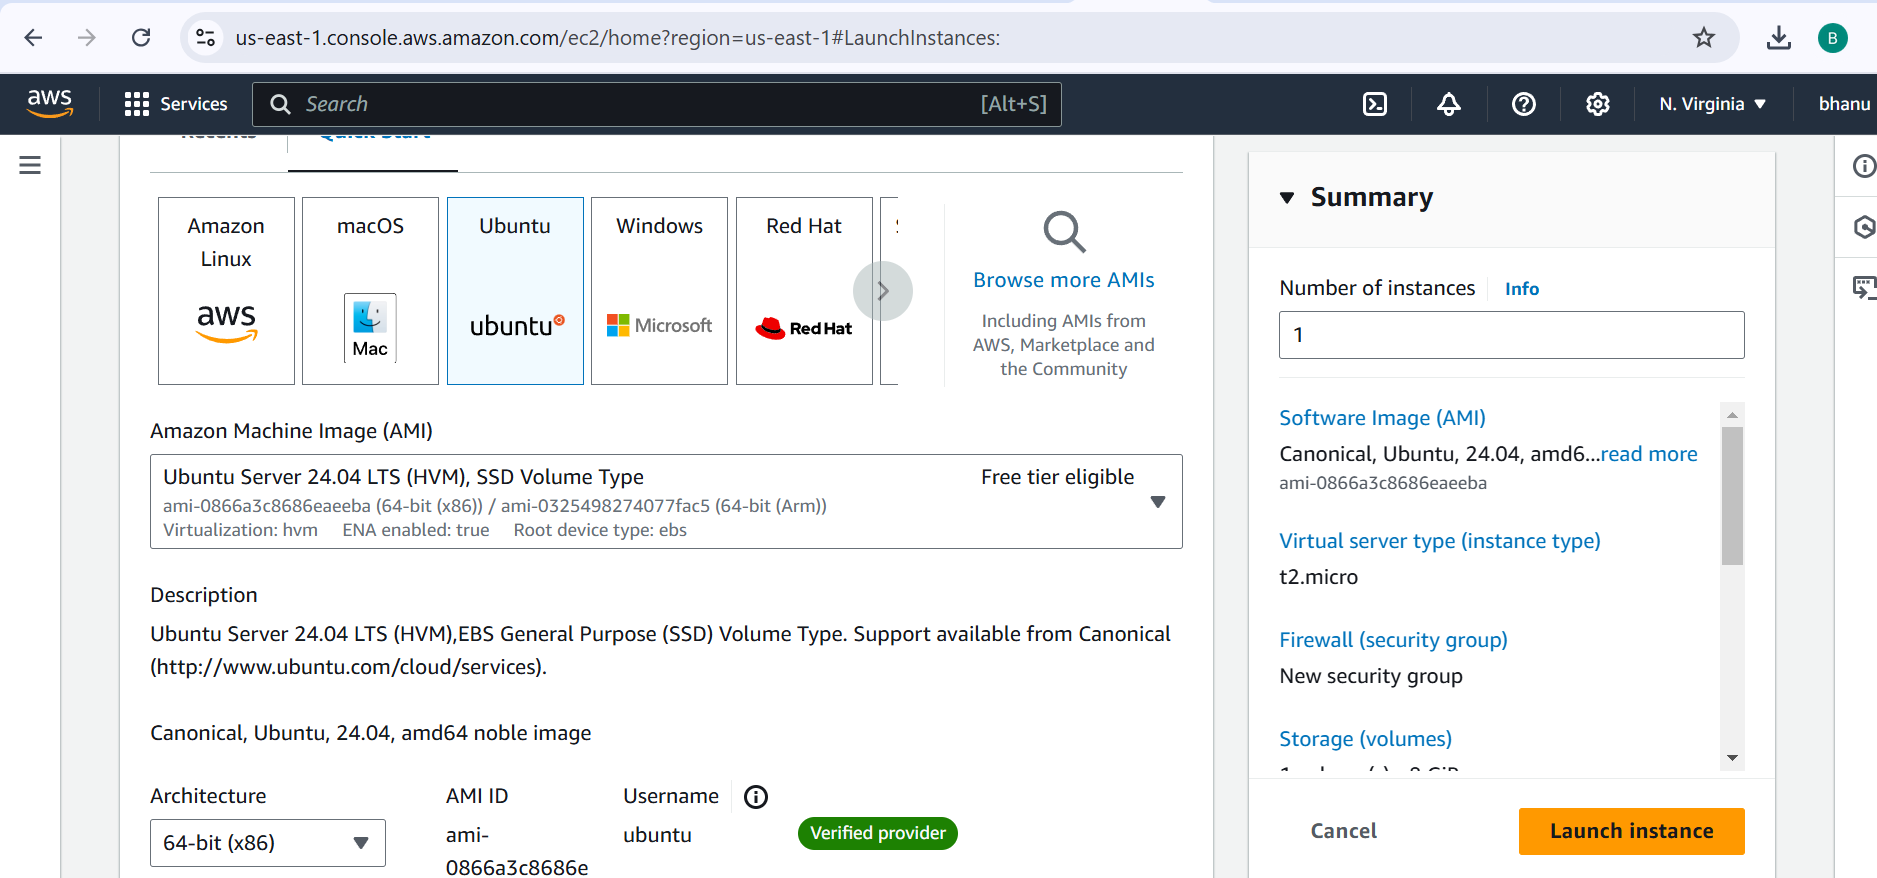 us-east-1.console.aws.amazon.com/ec2/home?region=us-east-1#LaunchInstances:
B
aws
Services
Search
[Alt+S]
N. Virginia
bhanu
Recents
Quick Start
Amazon
Linux
aws
macOS
Mac
Ubuntu
ubuntu
Windows
Microsoft
Red Hat
Red Hat
Browse more AMIs
Including AMIs from
AWS, Marketplace and
the Community
Amazon Machine Image (AMI)
Ubuntu Server 24.04 LTS (HVM), SSD Volume Type
Free tier eligible
ami-0866a3c8686eaeeba (64-bit (x86)) / ami-0325498274077fac5 (64-bit (Arm))
Virtualization: hvm ENA enabled: true Root device type: ebs
Description
Ubuntu Server 24.04 LTS (HVM),EBS General Purpose (SSD) Volume Type. Support available from Canonical
(http://www.ubuntu.com/cloud/services).
Canonical, Ubuntu, 24.04, amd64 noble image
Architecture
64-bit (x86)
AMI ID
ami-
0866a3c8686e
Username
ubuntu
Verified provider
Summary
Number of instances
Info
1
Software Image (AMI)
Canonical, Ubuntu, 24.04, amd6...read more
ami-0866a3c8686eaeeba
Virtual server type (instance type)
t2.micro
Firewall (security group)
New security group
Storage (volumes)
Cancel
Launch instance